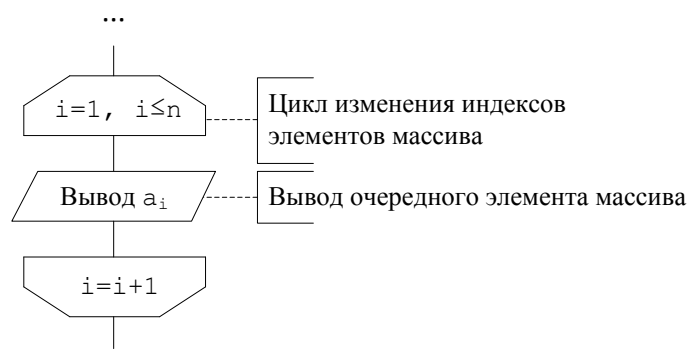 ...
i=1, i≤n
Цикл изменения индексов
элементов массива
Вывод aᵢ
Вывод очередного элемента массива
i=i+1